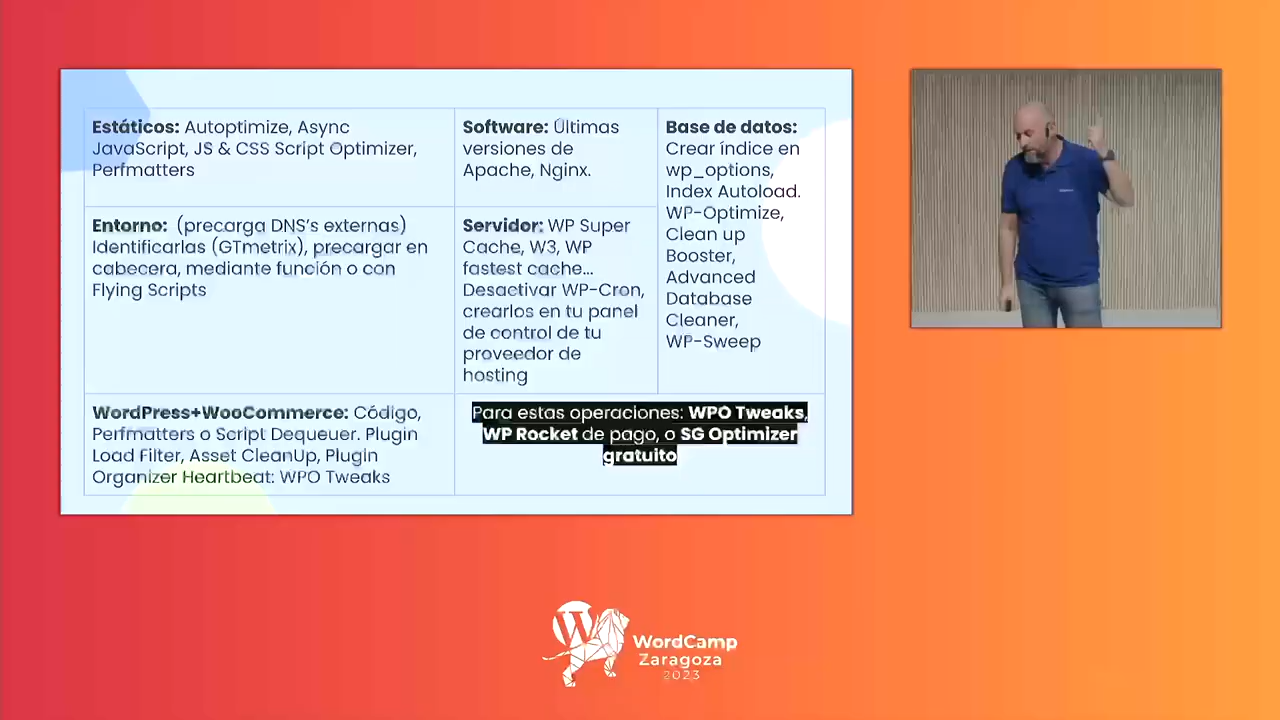 Estáticos: Autoptimize, Async
JavaScript, JS & CSS Script Optimizer,
Perfmatters
Software: Últimas
versiones de
Apache, Nginx.
Base de datos:
Crear índice en
wp_options,
Index Autoload.
WP-Optimize,
Clean up
Booster,
Advanced
Database
Cleaner,
WP-Sweep
Entorno: (precarga DNS's externas)
Identificarlas (GTmetrix), precargar en
cabecera, mediante función o con
Flying Scripts
Servidor: WP Super
Cache, W3, WP
fastest cache...
Desactivar WP-Cron,
crearlos en tu panel
de control de tu
proveedor de
hosting
WordPress+WooCommerce: Código,
Perfmatters o Script Dequeuer. Plugin
Load Filter, Asset CleanUp, Plugin
Organizer Heartbeat: WPO Tweaks
Para estas operaciones: WPO Tweaks,
WP Rocket de pago, o SG Optimizer
gratuito
WordCamp
Zaragoza
2023